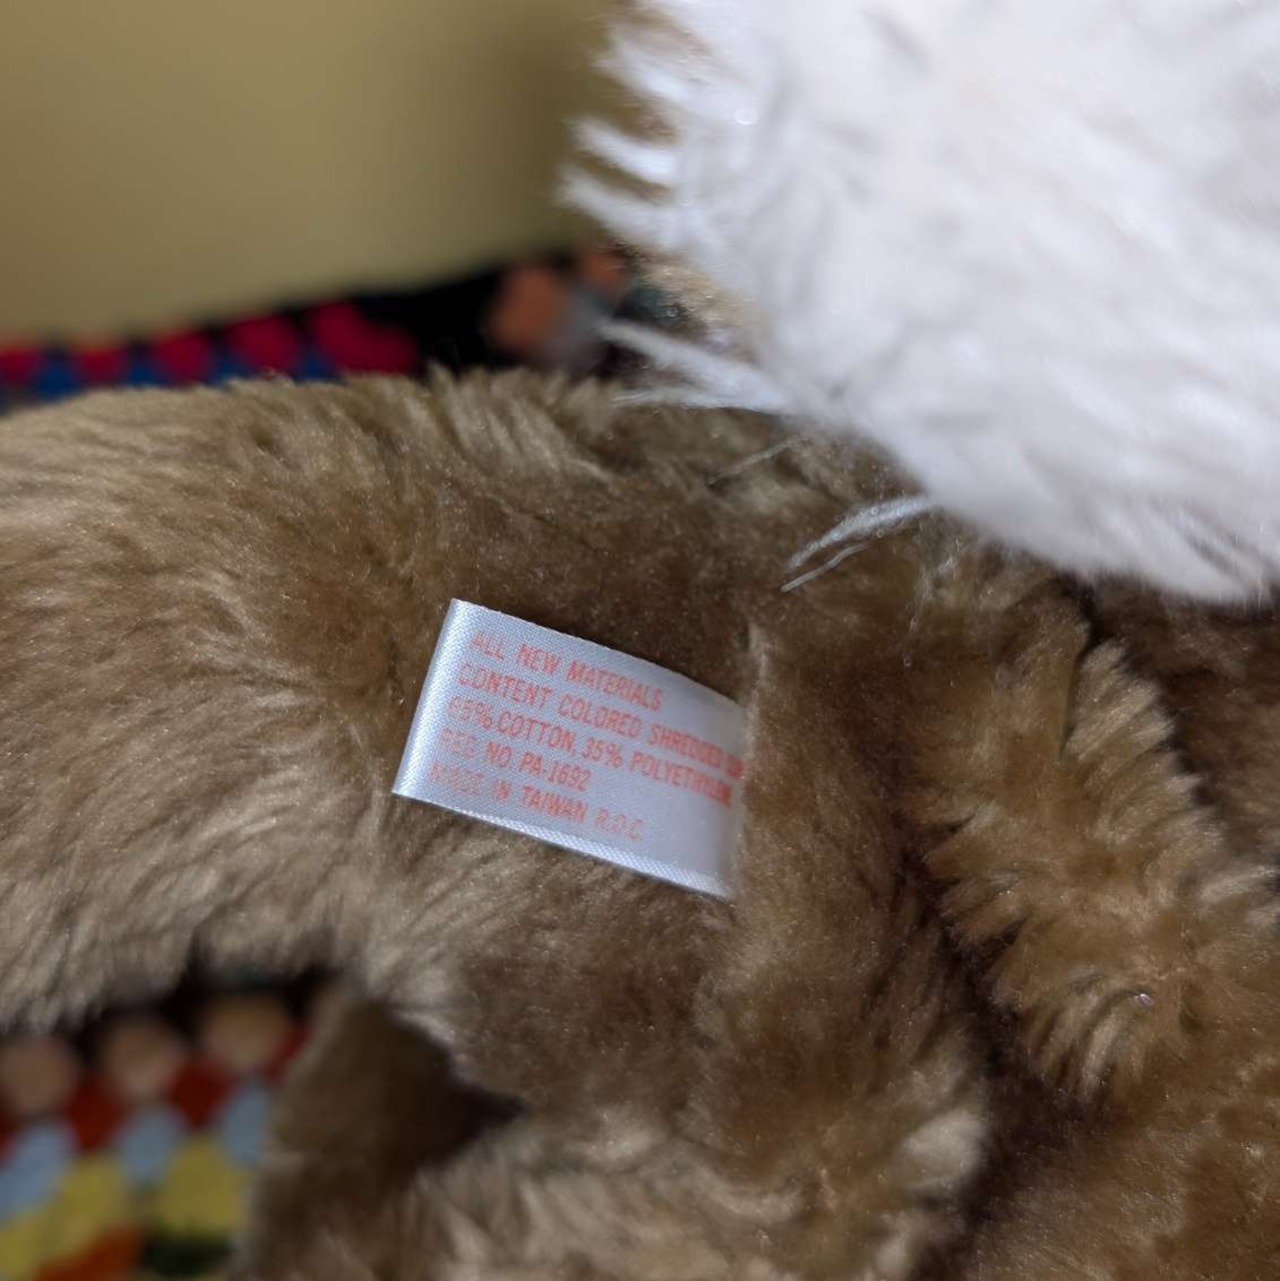 ALL NEW MATERIALS
CONTENT COLORED SHREDDED
65% COTTON, 35% POLYETHYLENE
REG NO PA-1692
MADE IN TAIWAN R.O.C.